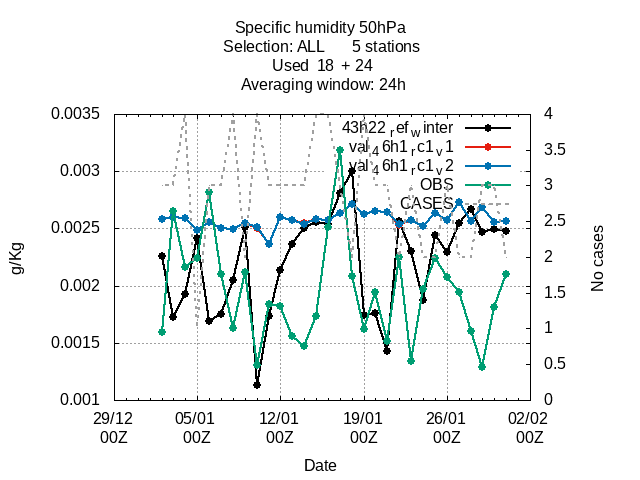 Specific humidity 50hPa
Selection: ALL 5 stations
Used 18 + 24
Averaging window: 24h
0.0035
0.003
0.0025
0.002
0.0015
0.001
g/Kg
43h22_ref_winter
val_46h1_rc1_v1
val_46h1_rc1_v2
OBS
CASES
4
3.5
3
2.5
2
1.5
1
0.5
0
No cases
29/12 05/01 12/01 19/01 26/01 02/02
00Z 00Z 00Z 00Z 00Z 00Z
Date